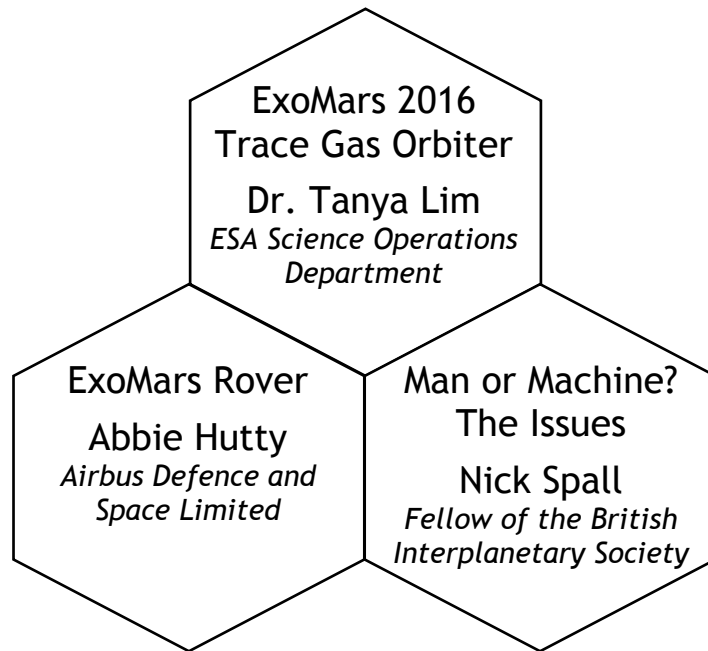 ExoMars 2016
Trace Gas Orbiter
Dr. Tanya Lim
ESA Science Operations
Department
ExoMars Rover
Abbie Hutty
Airbus Defence and
Space Limited
Man or Machine?
The Issues
Nick Spall
Fellow of the British
Interplanetary Society